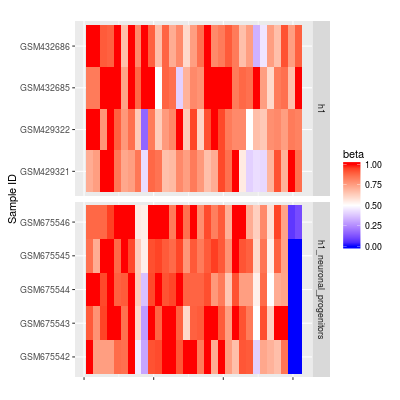 GSM432686
GSM432685
GSM429322
GSM429321
h1
GSM675546
GSM675545
GSM675544
GSM675543
GSM675542
h1_neuronal_progenitors
Sample ID
beta
1.00
0.75
0.50
0.25
0.00